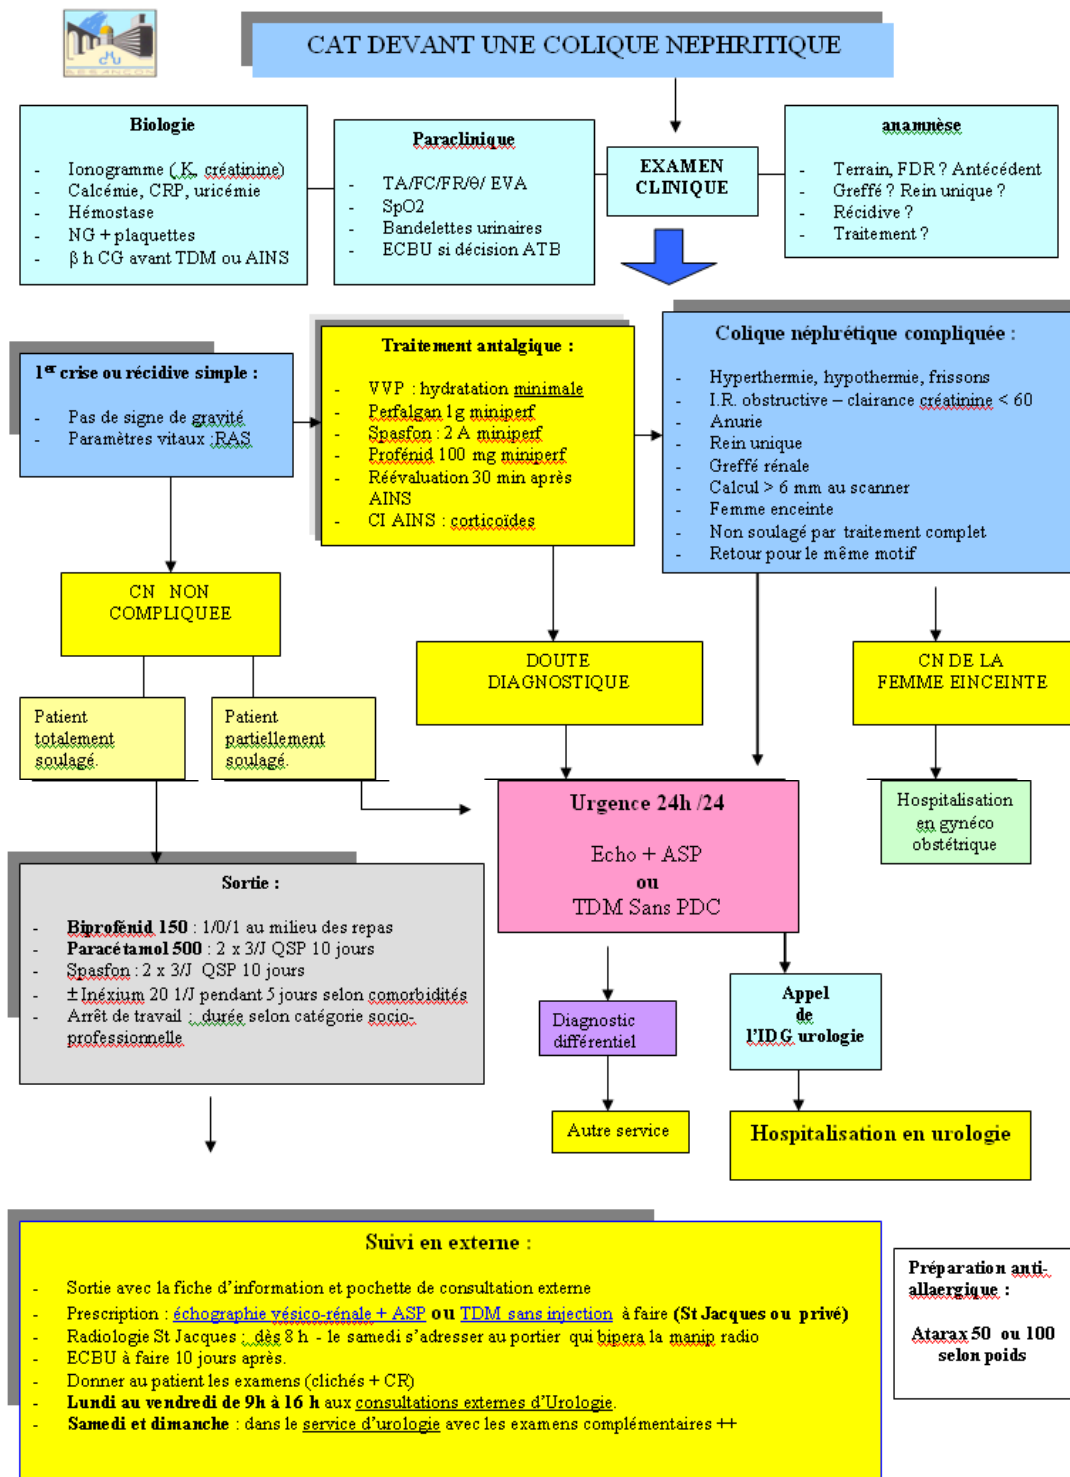 BESANCON
CAT DEVANT UNE COLIQUE NEPHRITIQUE
Biologie
- Ionogramme ( K, créatinine)
- Calcémie, CRP, uricémie
- Hémostase
- NG + plaquettes
- β h CG avant TDM ou AINS
Paraclinique
- TA/FC/FR/θ/ EVA
- SpO2
- Bandelettes urinaires
- ECBU si décision ATB
EXAMEN
CLINIQUE
anamnèse
- Terrain, FDR ? Antécédent
- Greffé ? Rein unique ?
- Récidive ?
- Traitement ?
1er crise ou récidive simple :
- Pas de signe de gravité
- Paramètres vitaux :RAS
Traitement antalgique :
- VVP : hydratation minimale
- Perfalgan 1g miniperf
- Spasfon : 2 A miniperf
- Profénid 100 mg miniperf
- Réévaluation 30 min après
AINS
- CI AINS : corticoïdes
Colique néphrétique compliquée :
- Hyperthermie, hypothermie, frissons
- I.R. obstructive – clairance créatinine < 60
- Anurie
- Rein unique
- Greffé rénale
- Calcul > 6 mm au scanner
- Femme enceinte
- Non soulagé par traitement complet
- Retour pour le même motif
CN NON
COMPLIQUEE
DOUTE
DIAGNOSTIQUE
CN DE LA
FEMME EINCEINTE
Patient
totalement
soulagé.
Patient
partiellement
soulagé.
Urgence 24h /24
Echo + ASP
ou
TDM Sans PDC
Hospitalisation
en gynéco
obstétrique
Sortie :
- Biprofénid 150 : 1/0/1 au milieu des repas
- Paracétamol 500 : 2 x 3/J QSP 10 jours
- Spasfon : 2 x 3/J QSP 10 jours
- ± Inéxium 20 1/J pendant 5 jours selon comorbidités
- Arrêt de travail : durée selon catégorie socio-
professionnelle
Diagnostic
différentiel
Appel
de
l'IDG urologie
Autre service
Hospitalisation en urologie
Suivi en externe :
- Sortie avec la fiche d'information et pochette de consultation externe
- Prescription : échographie vésico-rénale + ASP ou TDM sans injection à faire (St Jacques ou privé)
- Radiologie St Jacques : dès 8 h - le samedi s'adresser au portier qui bipera la manip radio
- ECBU à faire 10 jours après.
- Donner au patient les examens (clichés + CR)
- Lundi au vendredi de 9h à 16 h aux consultations externes d'Urologie.
- Samedi et dimanche : dans le service d'urologie avec les examens complémentaires ++
Préparation anti-
allaergique :
Atarax 50 ou 100
selon poids